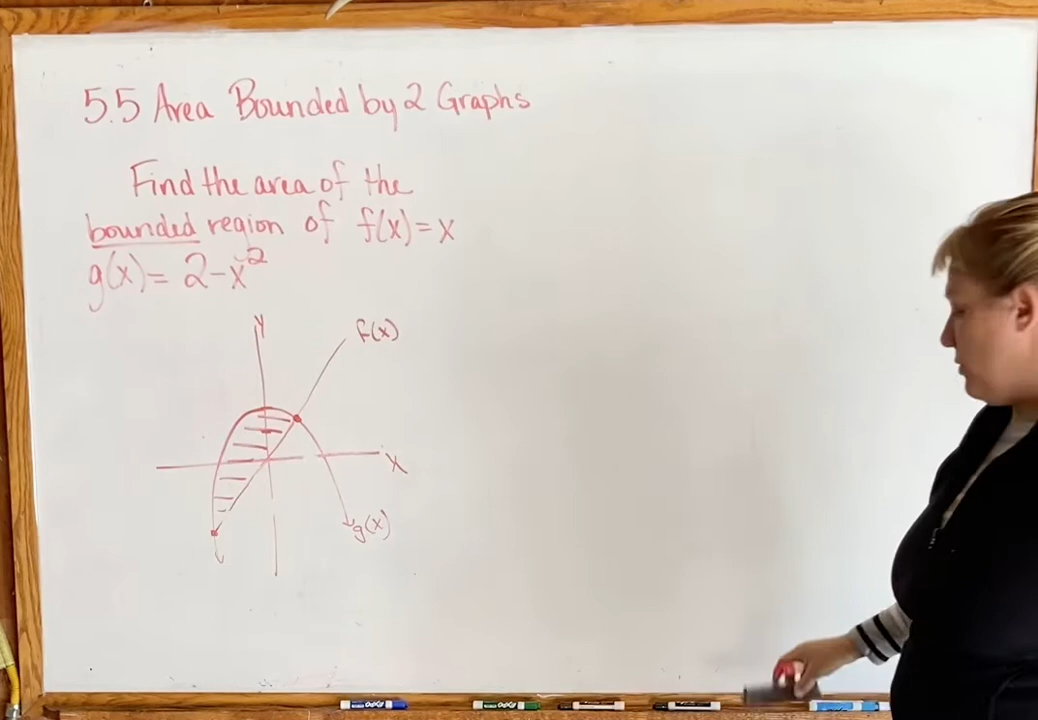 5.5 Area Bounded by 2 Graphs
Find the area of the
bounded region of f(x) = x
g(x) = 2-x²
y
f(x)
x
g(x)